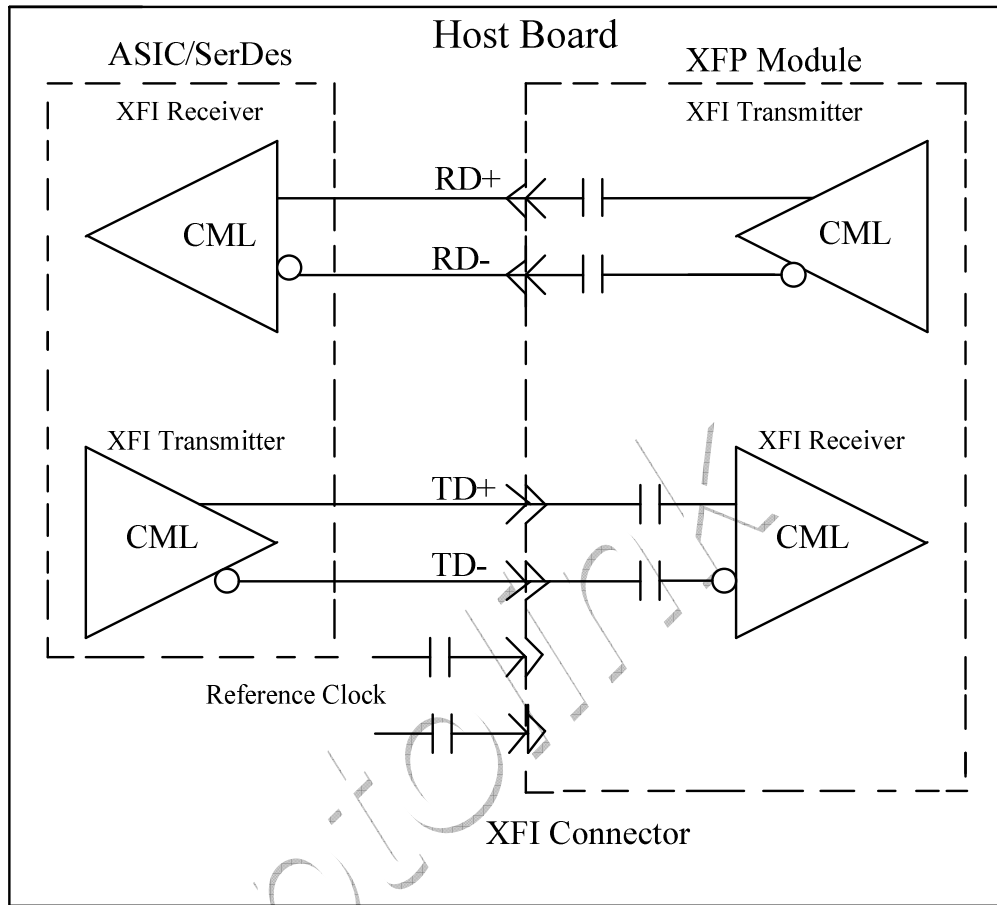 Host Board
ASIC/SerDes
XFP Module
XFI Receiver
XFI Transmitter
RD+
CML
CML
RD-
XFI Transmitter
XFI Receiver
TD+
CML
CML
TD-
Reference Clock
XFI Connector